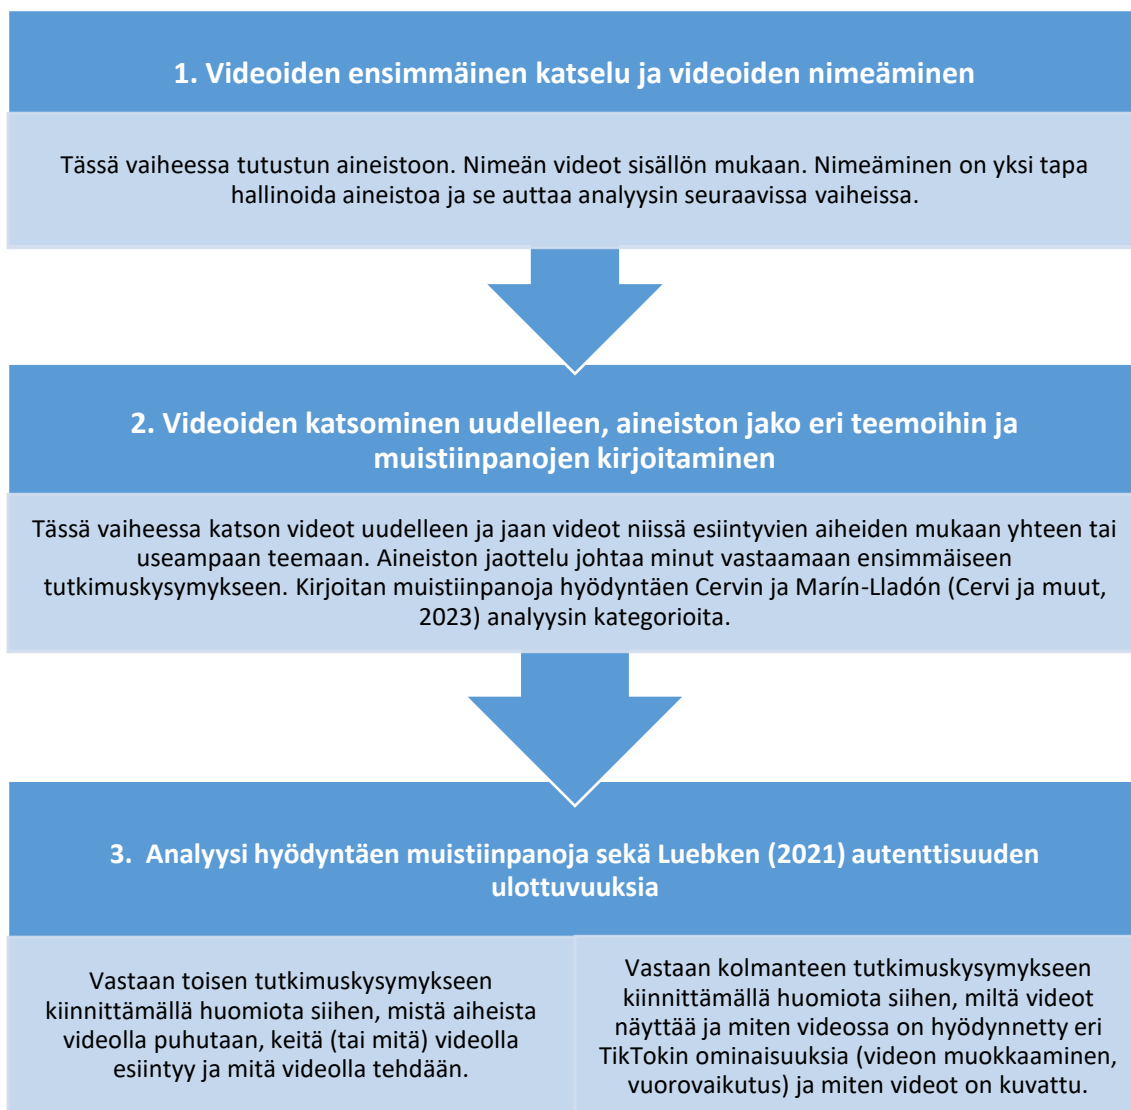 1. Videoiden ensimmäinen katselu ja videoiden nimeäminen
Tässä vaiheessa tutustun aineistoon. Nimeän videot sisällön mukaan. Nimeäminen on yksi tapa
hallinoida aineistoa ja se auttaa analyysin seuraavissa vaiheissa.
2. Videoiden katsominen uudelleen, aineiston jako eri teemoihin ja
muistiinpanojen kirjoitaminen
Tässä vaiheessa katson videot uudelleen ja jaan videot niissä esiintyvien aiheiden mukaan yhteen tai
useampaan teemaan. Aineiston jaottelu johtaa minut vastaamaan ensimmäiseen
tutkimuskysymykseen. Kirjoitan muistiinpanoja hyödyntäen Cervin ja Marín-Lladón (Cervi ja muut,
2023) analyysin kategorioita.
3. Analyysi hyödyntäen muistiinpanoja sekä Luebken (2021) autenttisuuden
ulottuvuuksia
Vastaan toisen tutkimuskysymykseen
kiinnittämällä huomiota siihen, mistä aiheista
videolla puhutaan, keitä (tai mitä) videolla
esiintyy ja mitä videolla tehdään.
Vastaan kolmanteen tutkimuskysymykseen
kiinnittämällä huomiota siihen, miltä videot
näyttää ja miten videossa on hyödynnetty eri
TikTokin ominaisuuksia (videon muokkaaminen,
vuorovaikutus) ja miten videot on kuvattu.